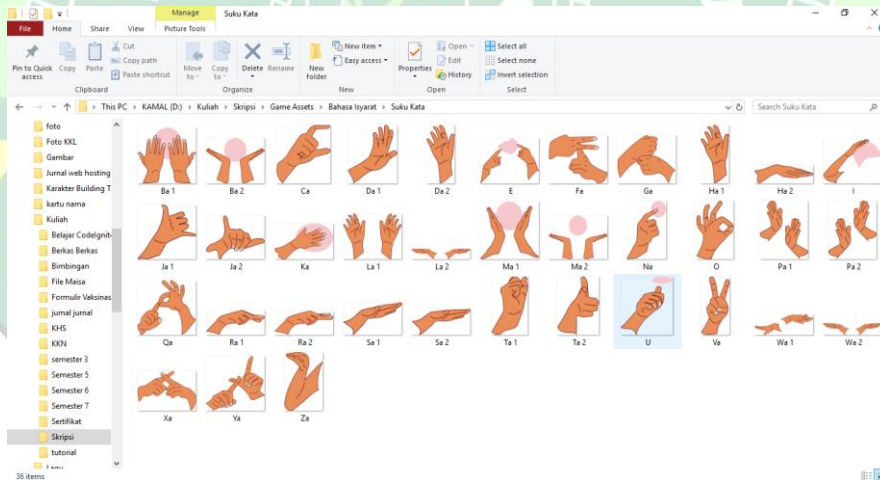 Manage Suku Kata
File Home Share View Picture Tools
Pin to Quick access
Copy
Paste
Cut
Copy path
Paste shortcut
Clipboard
Move to
Copy to
Delete
Rename
Organize
New folder
New item
Easy access
New
Properties
Open
Edit
History
Open
Select all
Select none
Invert selection
Select
This PC > KAMAL (D:) > Kuliah > Skripsi > Game Assets > Bahasa Isyarat > Suku Kata
Search Suku Kata
foto
Foto KKL
Gambar
Jurnal web hosting
Karakter Building T
kartu nama
Kuliah
Belajar CodeIgnit
Berkas Berkas
Bimbingan
File Maisa
Formulir Vaksinas
jurnal jurnal
KHS
KKN
semester 3
Semester 5
Semester 6
Semester 7
Sertifikat
Skripsi
tutorial
Ba 1 Ba 2 Ca Da 1 Da 2 E Fa Ga Ha 1 Ha 2 I
Ja 1 Ja 2 Ka La 1 La 2 Ma 1 Ma 2 Na O Pa 1 Pa 2
Qa Ra 1 Ra 2 Sa 1 Sa 2 Ta 1 Ta 2 U Va Wa 1 Wa 2
Xa Ya Za
36 items